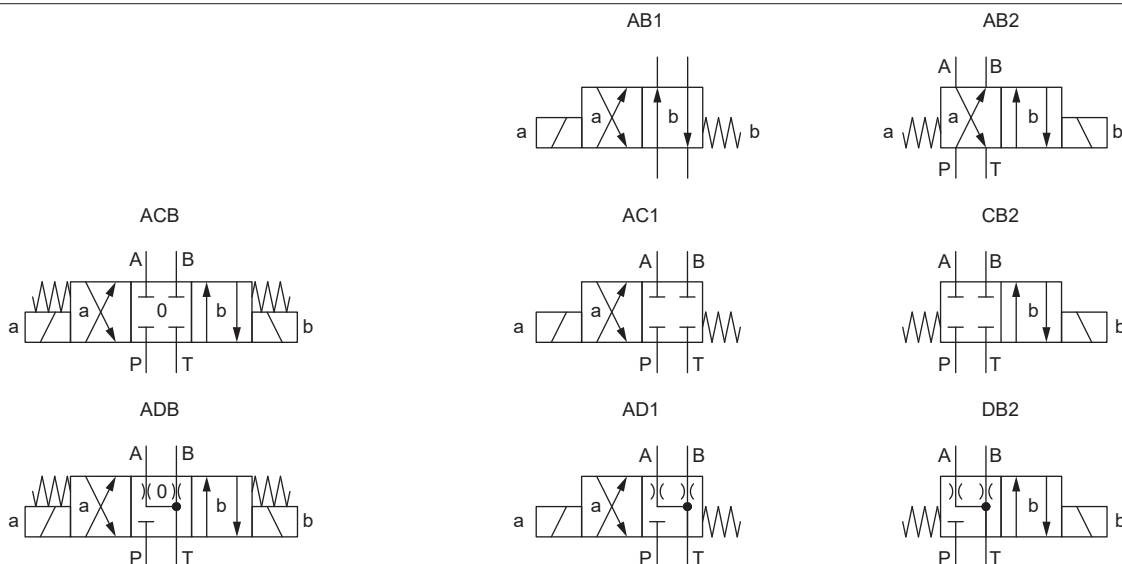 AB1 AB2
A B
a a b b a a b b
P T
ACB AC1 CB2
A B A B A B
a a 0 b b a a b b
P T P T P T
ADB AD1 DB2
A B A B A B
a a 0 b b a a b b
P T P T P T